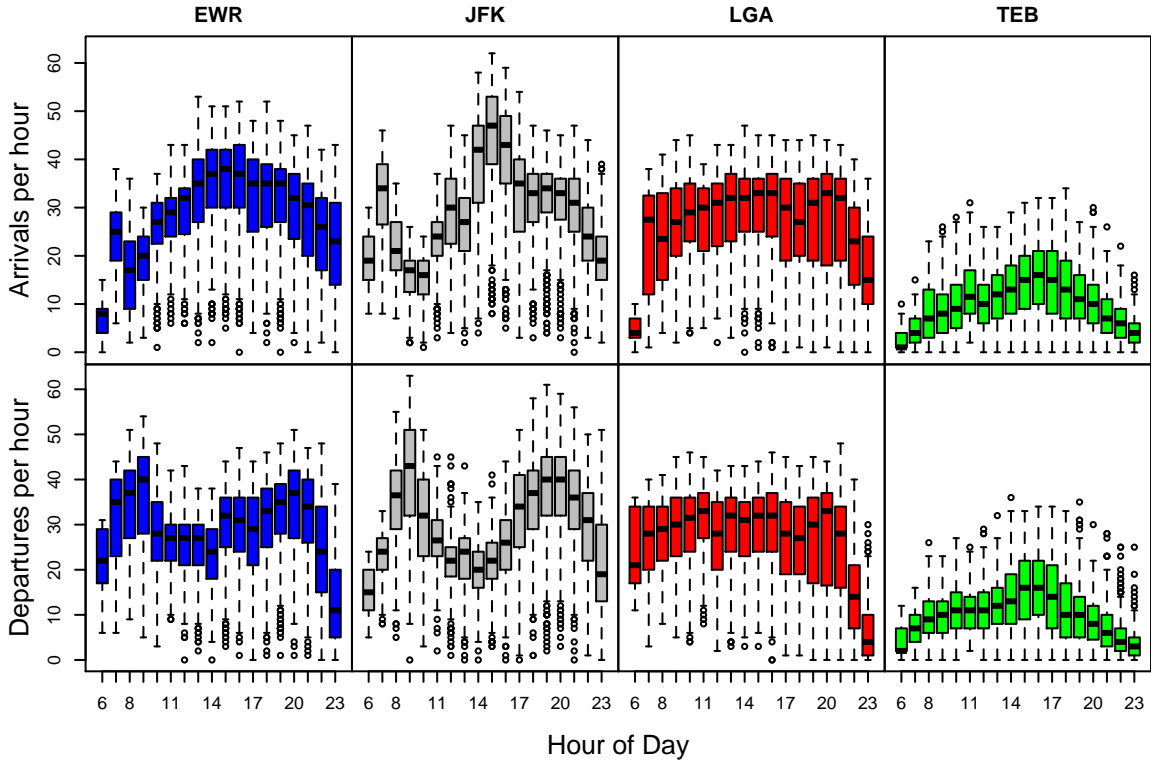 EWR JFK LGA TEB
Arrivals per hour
0 10 20 30 40 50 60
Departures per hour
0 10 20 30 40 50 60
6 8 11 14 17 20 23 6 8 11 14 17 20 23 6 8 11 14 17 20 23 6 8 11 14 17 20 23
Hour of Day